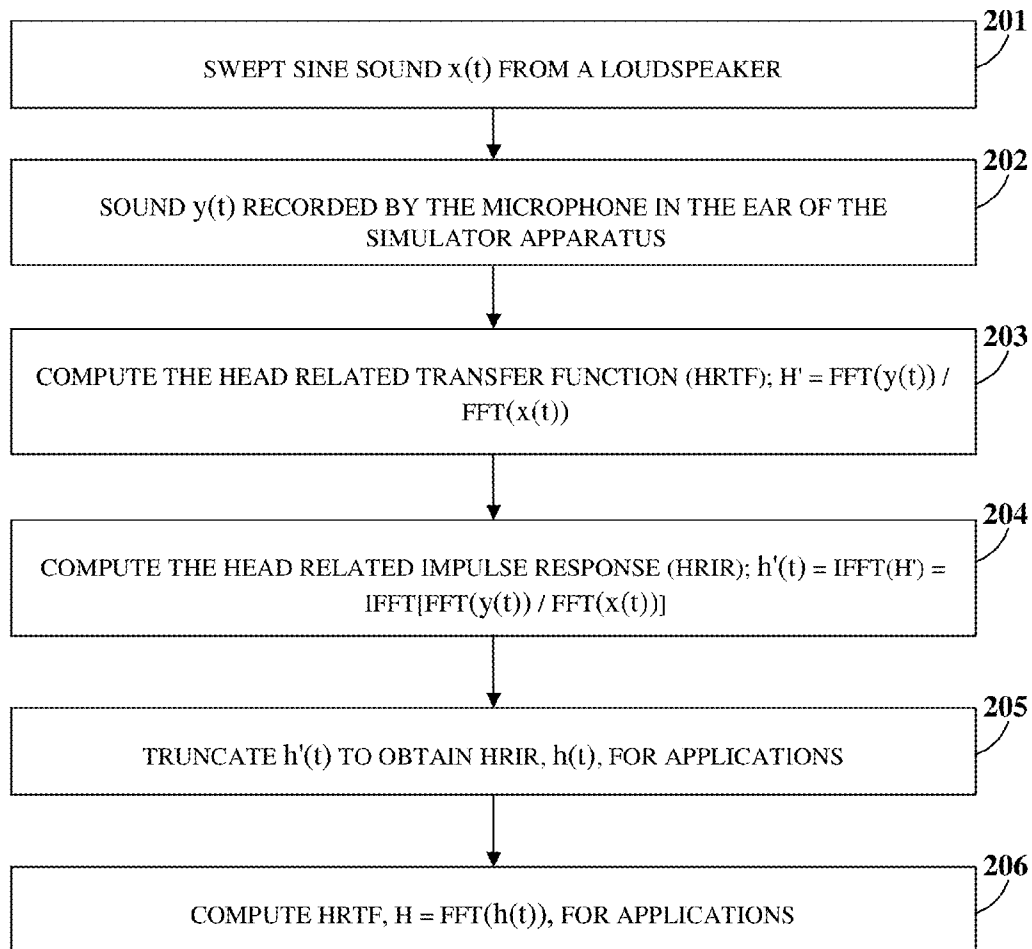 201
SWEPT SINE SOUND x(t) FROM A LOUDSPEAKER
202
SOUND y(t) RECORDED BY THE MICROPHONE IN THE EAR OF THE
SIMULATOR APPARATUS
203
COMPUTE THE HEAD RELATED TRANSFER FUNCTION (HRTF); H' = FFT(y(t)) /
FFT(x(t))
204
COMPUTE THE HEAD RELATED IMPULSE RESPONSE (HRIR); h'(t) = IFFT(H') =
IFFT[FFT(y(t)) / FFT(x(t))]
205
TRUNCATE h'(t) TO OBTAIN HRIR, h(t), FOR APPLICATIONS
206
COMPUTE HRTF, H = FFT(h(t)), FOR APPLICATIONS